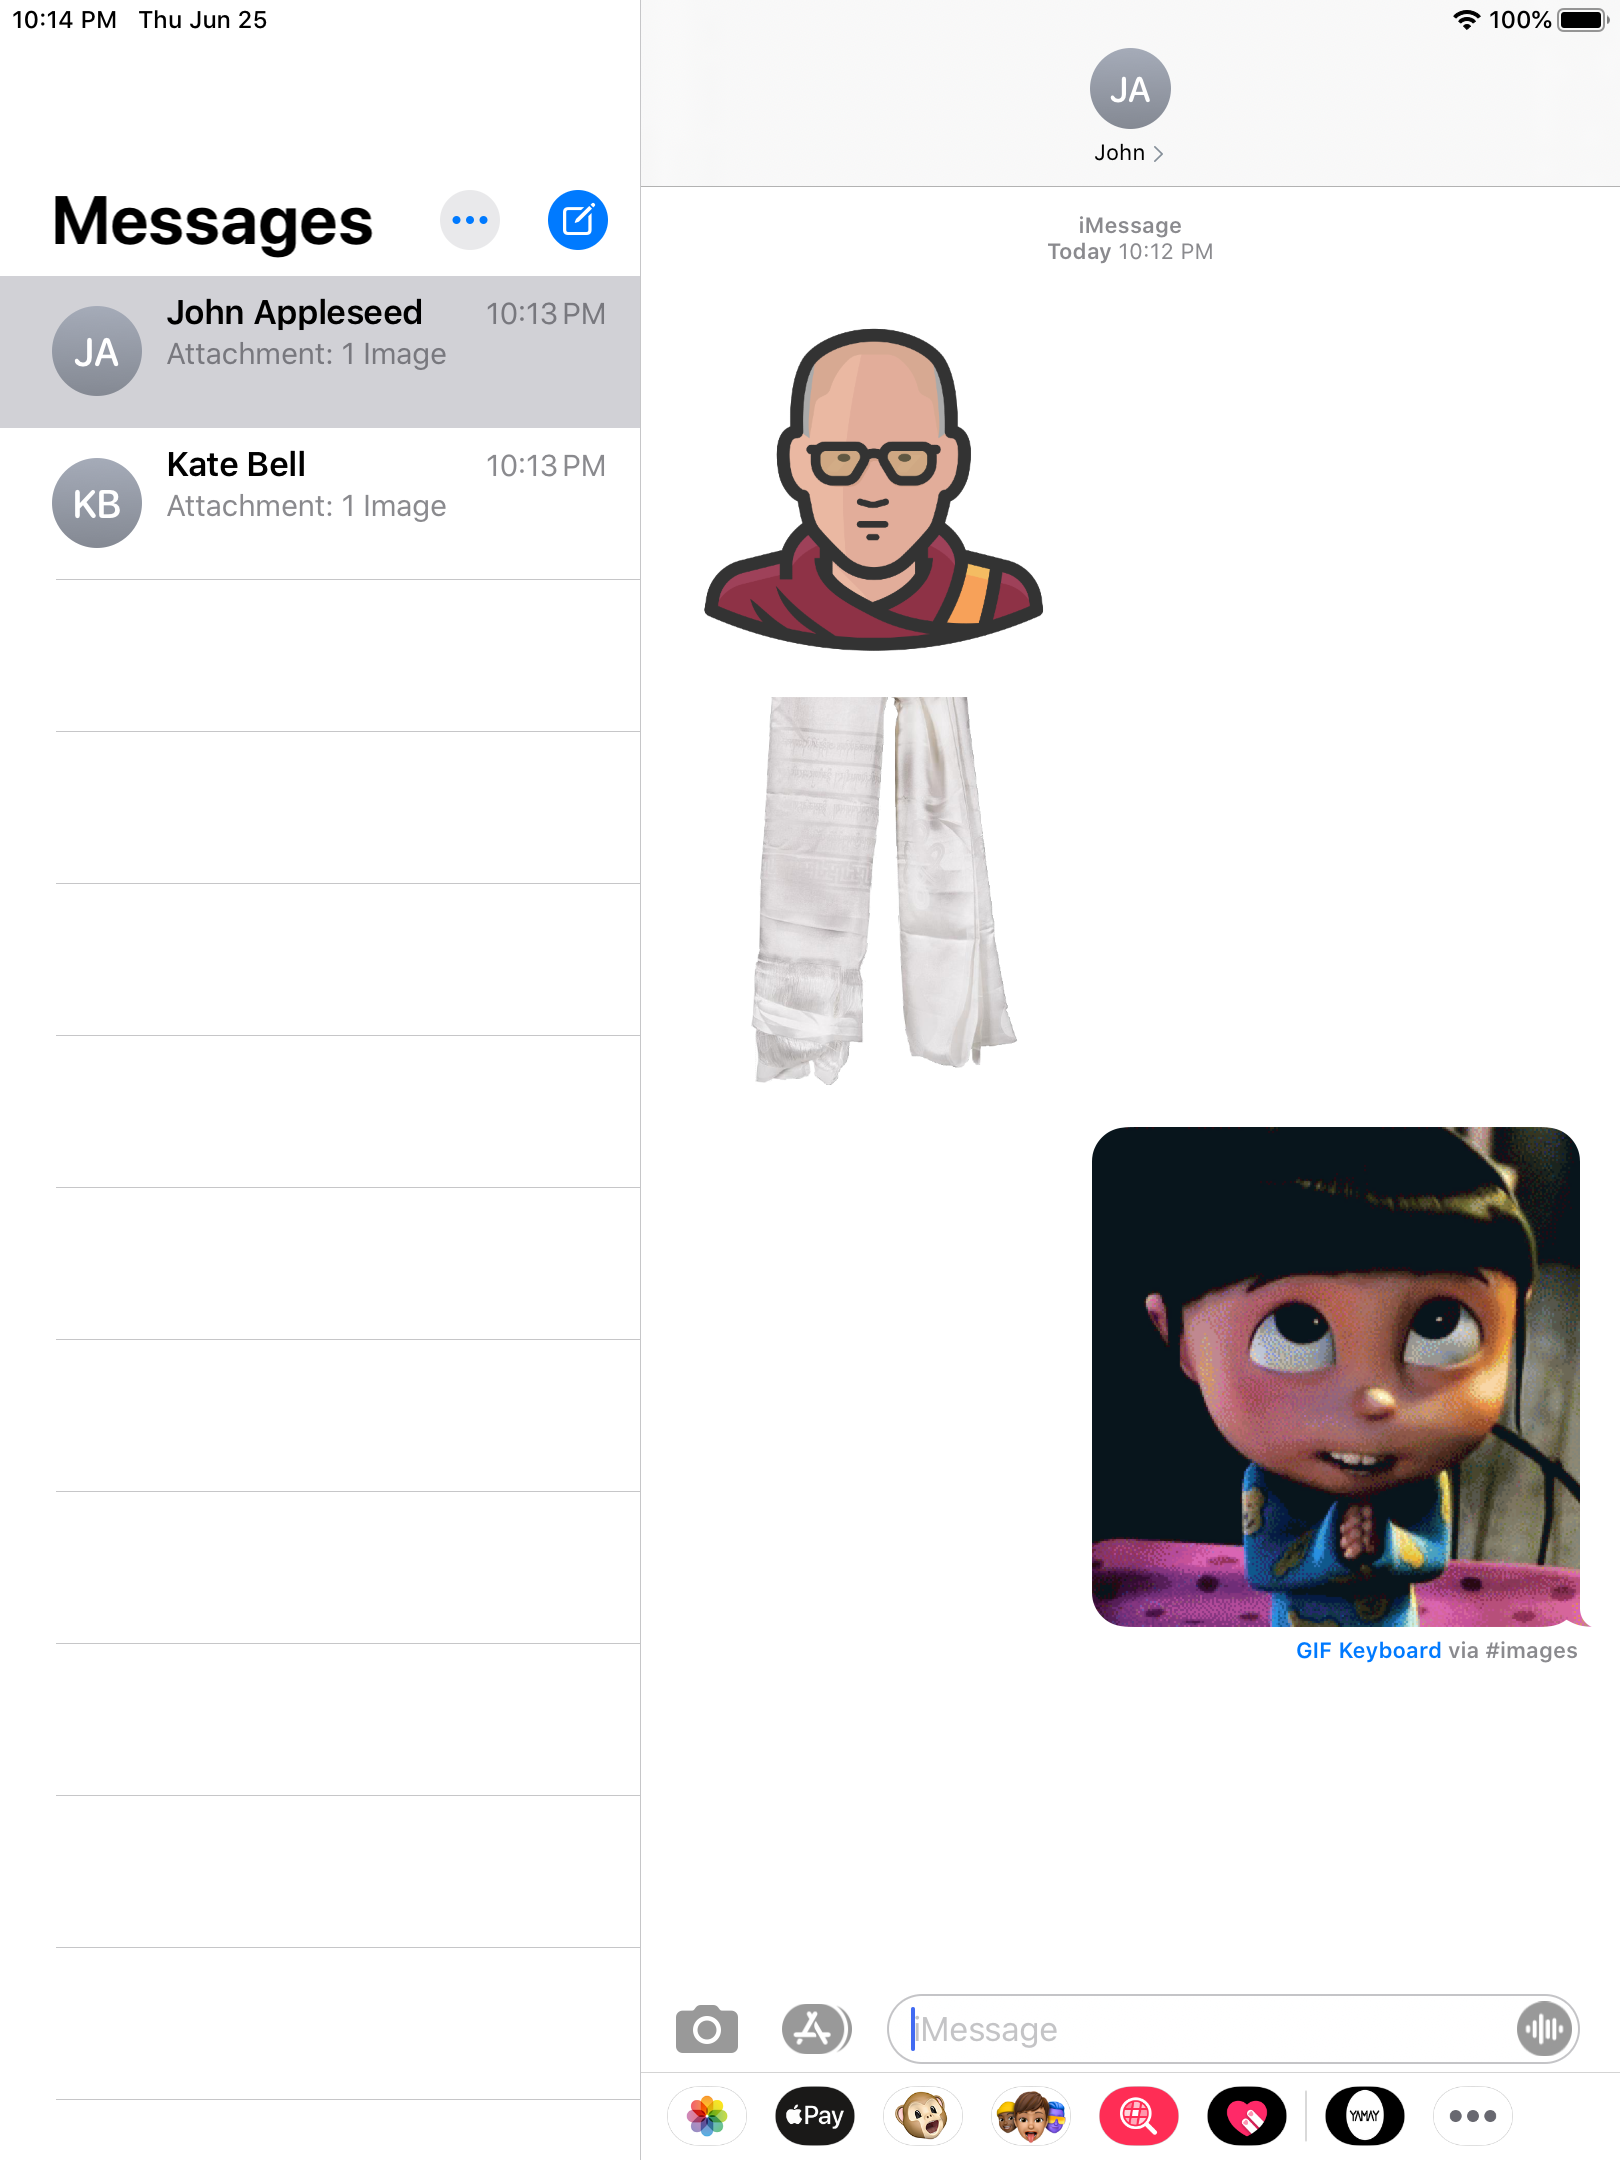 10:14 PM Thu Jun 25
100%
Messages
JA
John Appleseed 10:13 PM
Attachment: 1 Image
KB
Kate Bell 10:13 PM
Attachment: 1 Image
JA
John
iMessage
Today 10:12 PM
GIF Keyboard via #images
iMessage
Pay
YAMAY